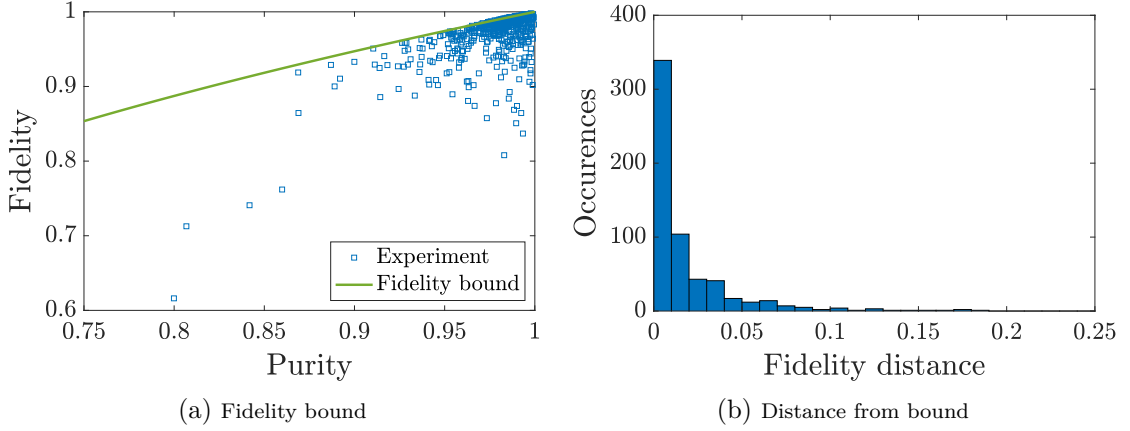 1
0.9
0.8
0.7
0.6
Fidelity
0.75 0.8 0.85 0.9 0.95 1
Purity
Experiment
Fidelity bound
(a) Fidelity bound
400
300
200
100
0
Occurences
0 0.05 0.1 0.15 0.2 0.25
Fidelity distance
(b) Distance from bound